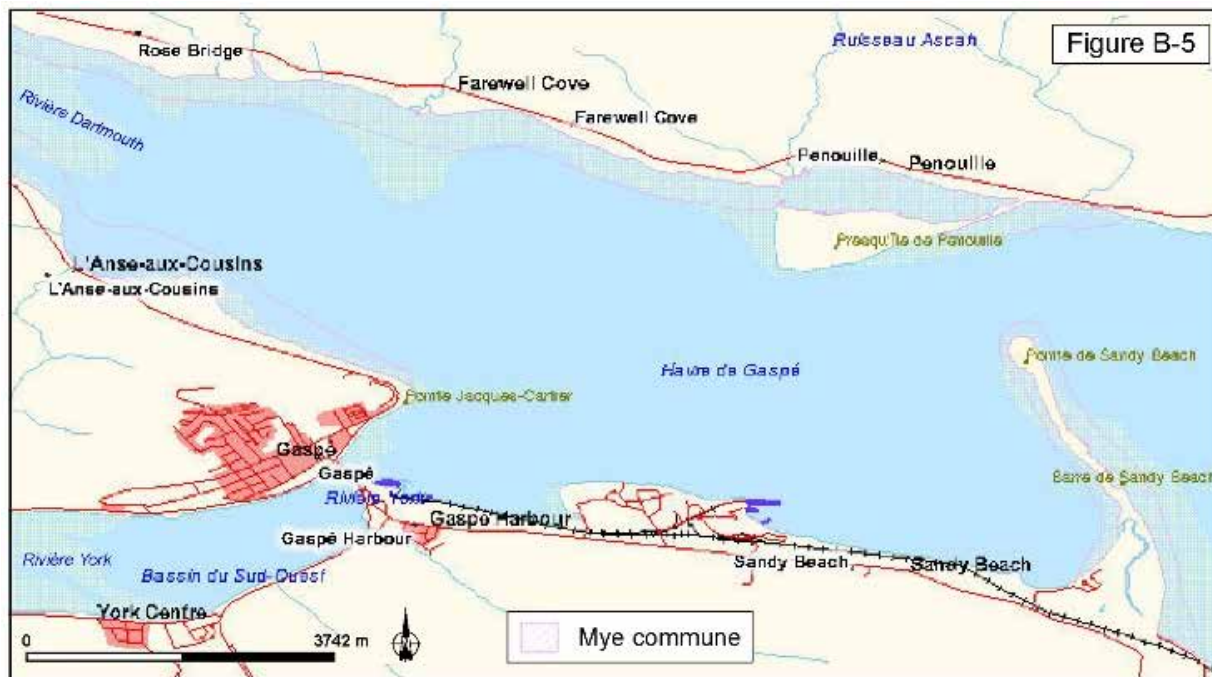 Figure B-5
Ruisseau Ascah
Rose Bridge
Farewell Cove
Rivière Dartmouth
Farewell Cove
Penouille
Penouille
Presqu'île de Penouille
L'Anse-aux-Cousins
L'Anse-aux-Cousins
Pointe de Sandy Beach
Havre de Gaspé
Pointe Jacques-Cartier
Gaspé
Gaspé
Barre de Sandy Beach
Rivière York
Gaspé Harbour
Gaspé Harbour
Rivière York
Sandy Beach
Sandy Beach
Bassin du Sud-Ouest
York Centre
0
3742 m
Mye commune